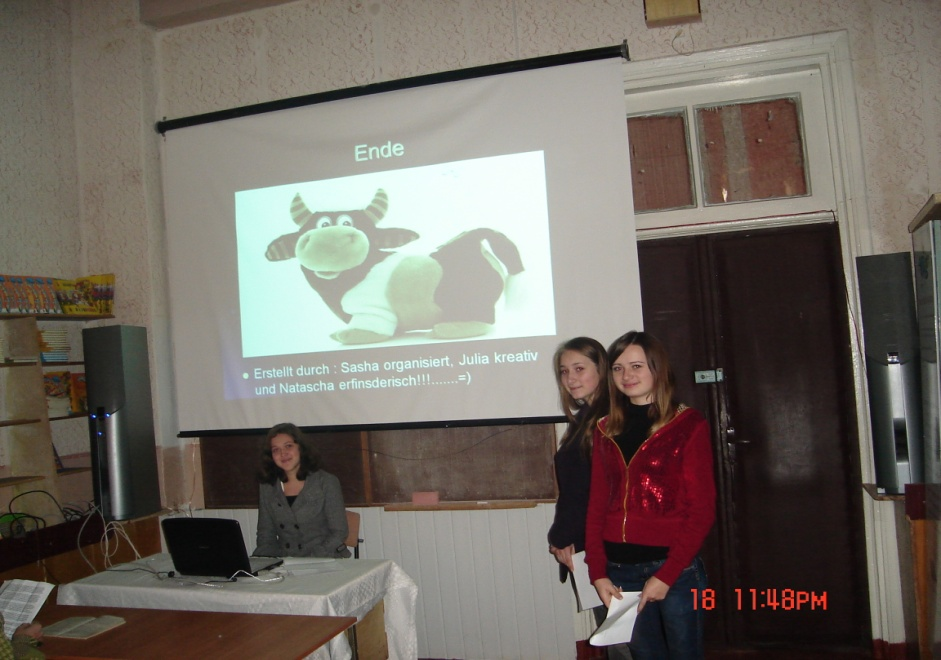 Ende
• Erstellt durch : Sasha organisiert, Julia kreativ
und Natascha erfinsderisch!!!.......=)
18 11:48PM